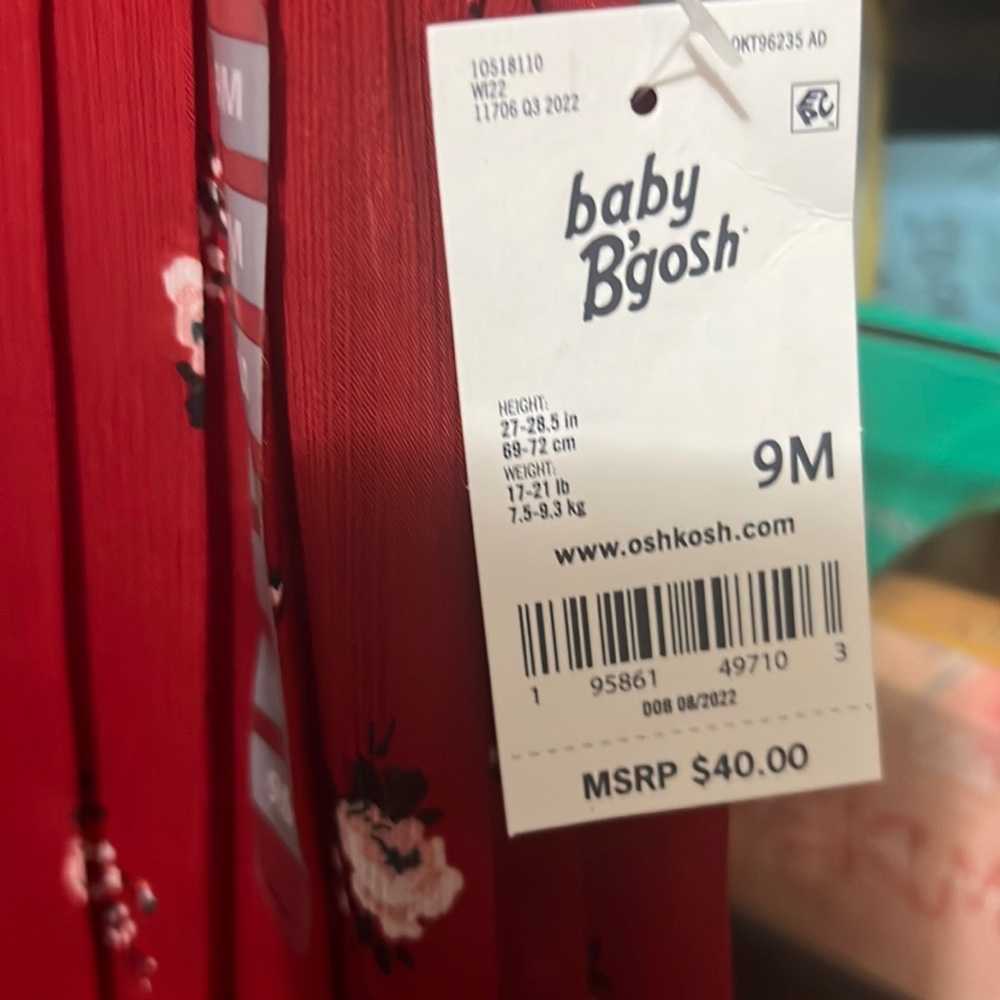 10518110
WI22
11706 Q3 2022
OKT96235 AD
baby
B'gosh
HEIGHT:
27-28.5 in
69-72 cm
WEIGHT:
17-21 lb
7.5-9.3 kg
9M
www.oshkosh.com
1 95861 49710 3
DOB 08/2022
MSRP $40.00